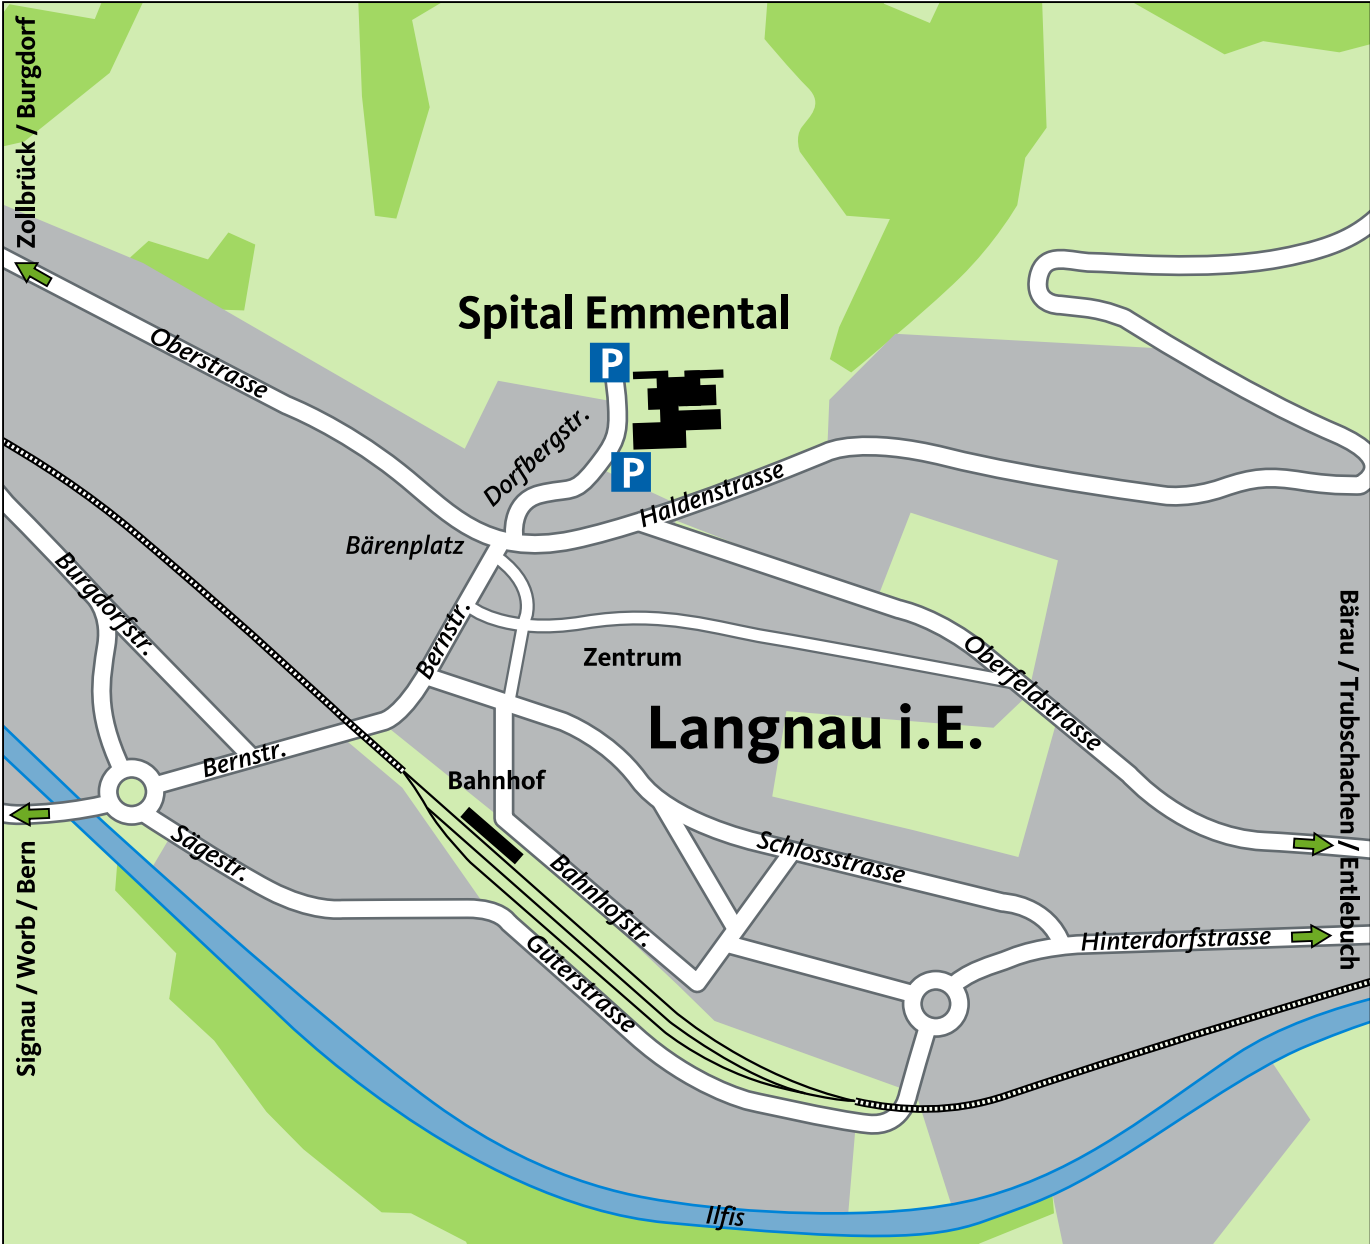 Zollbrück / Burgdorf
Spital Emmental
P
Oberstrasse
Dorfbergstr.
P
Haldenstrasse
Bärenplatz
Burgdorfstr.
Bernstr.
Zentrum
Oberfeldstrasse
Bärau / Trubschachen / Entlebuch
Langnau i.E.
Bernstr.
Bahnhof
Sägestr.
Schlossstrasse
Bahnhofstr.
Hinterdorfstrasse
Signau / Worb / Bern
Güterstrasse
Ilfis